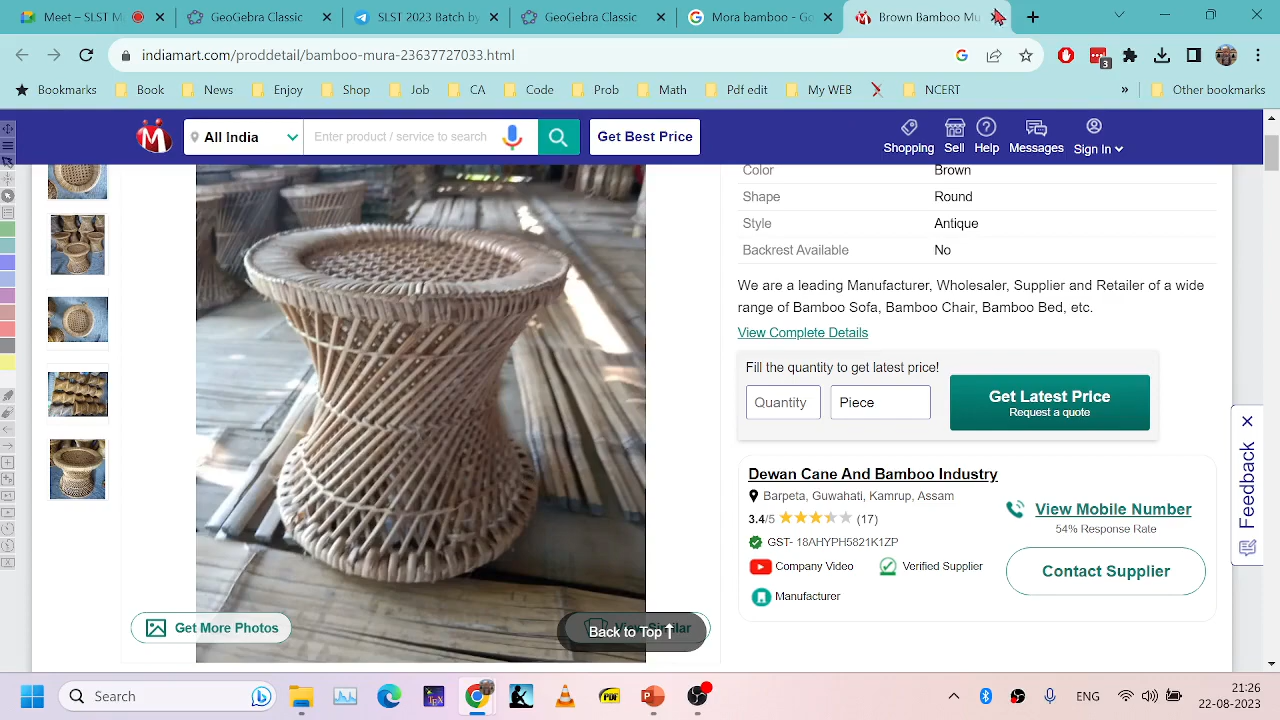 Meet – SLST M
GeoGebra Classic
SLST 2023 Batch by
GeoGebra Classic
Mora bamboo - Go
Brown Bamboo Mu
indiamart.com/proddetail/bamboo-mura-23637727033.html
3
Bookmarks
Book
News
Enjoy
Shop
Job
CA
Code
Prob
Math
Pdf edit
My WEB
NCERT
»
Other bookmarks
All India
Enter product / service to search
Get Best Price
Shopping
Sell
Help
Messages
Sign In
Color Brown
Shape Round
Style Antique
Backrest Available No
We are a leading Manufacturer, Wholesaler, Supplier and Retailer of a wide
range of Bamboo Sofa, Bamboo Chair, Bamboo Bed, etc.
View Complete Details
Fill the quantity to get latest price!
Quantity
Piece
Get Latest Price
Request a quote
Feedback
Dewan Cane And Bamboo Industry
Barpeta, Guwahati, Kamrup, Assam
3.4/5 (17)
GST- 18AHYPH5821K1ZP
Company Video
Verified Supplier
Manufacturer
View Mobile Number
54% Response Rate
Contact Supplier
Get More Photos
Back to Top
Search
PDF
ENG
21:26
22-08-2023